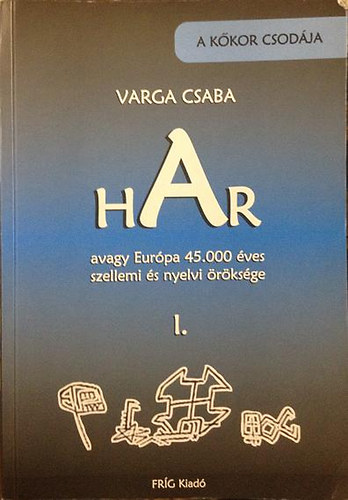 A KŐKOR CSODÁJA
VARGA CSABA
HAR
avagy Európa 45.000 éves
szellemi és nyelvi öröksége
I.
FRÍG Kiadó